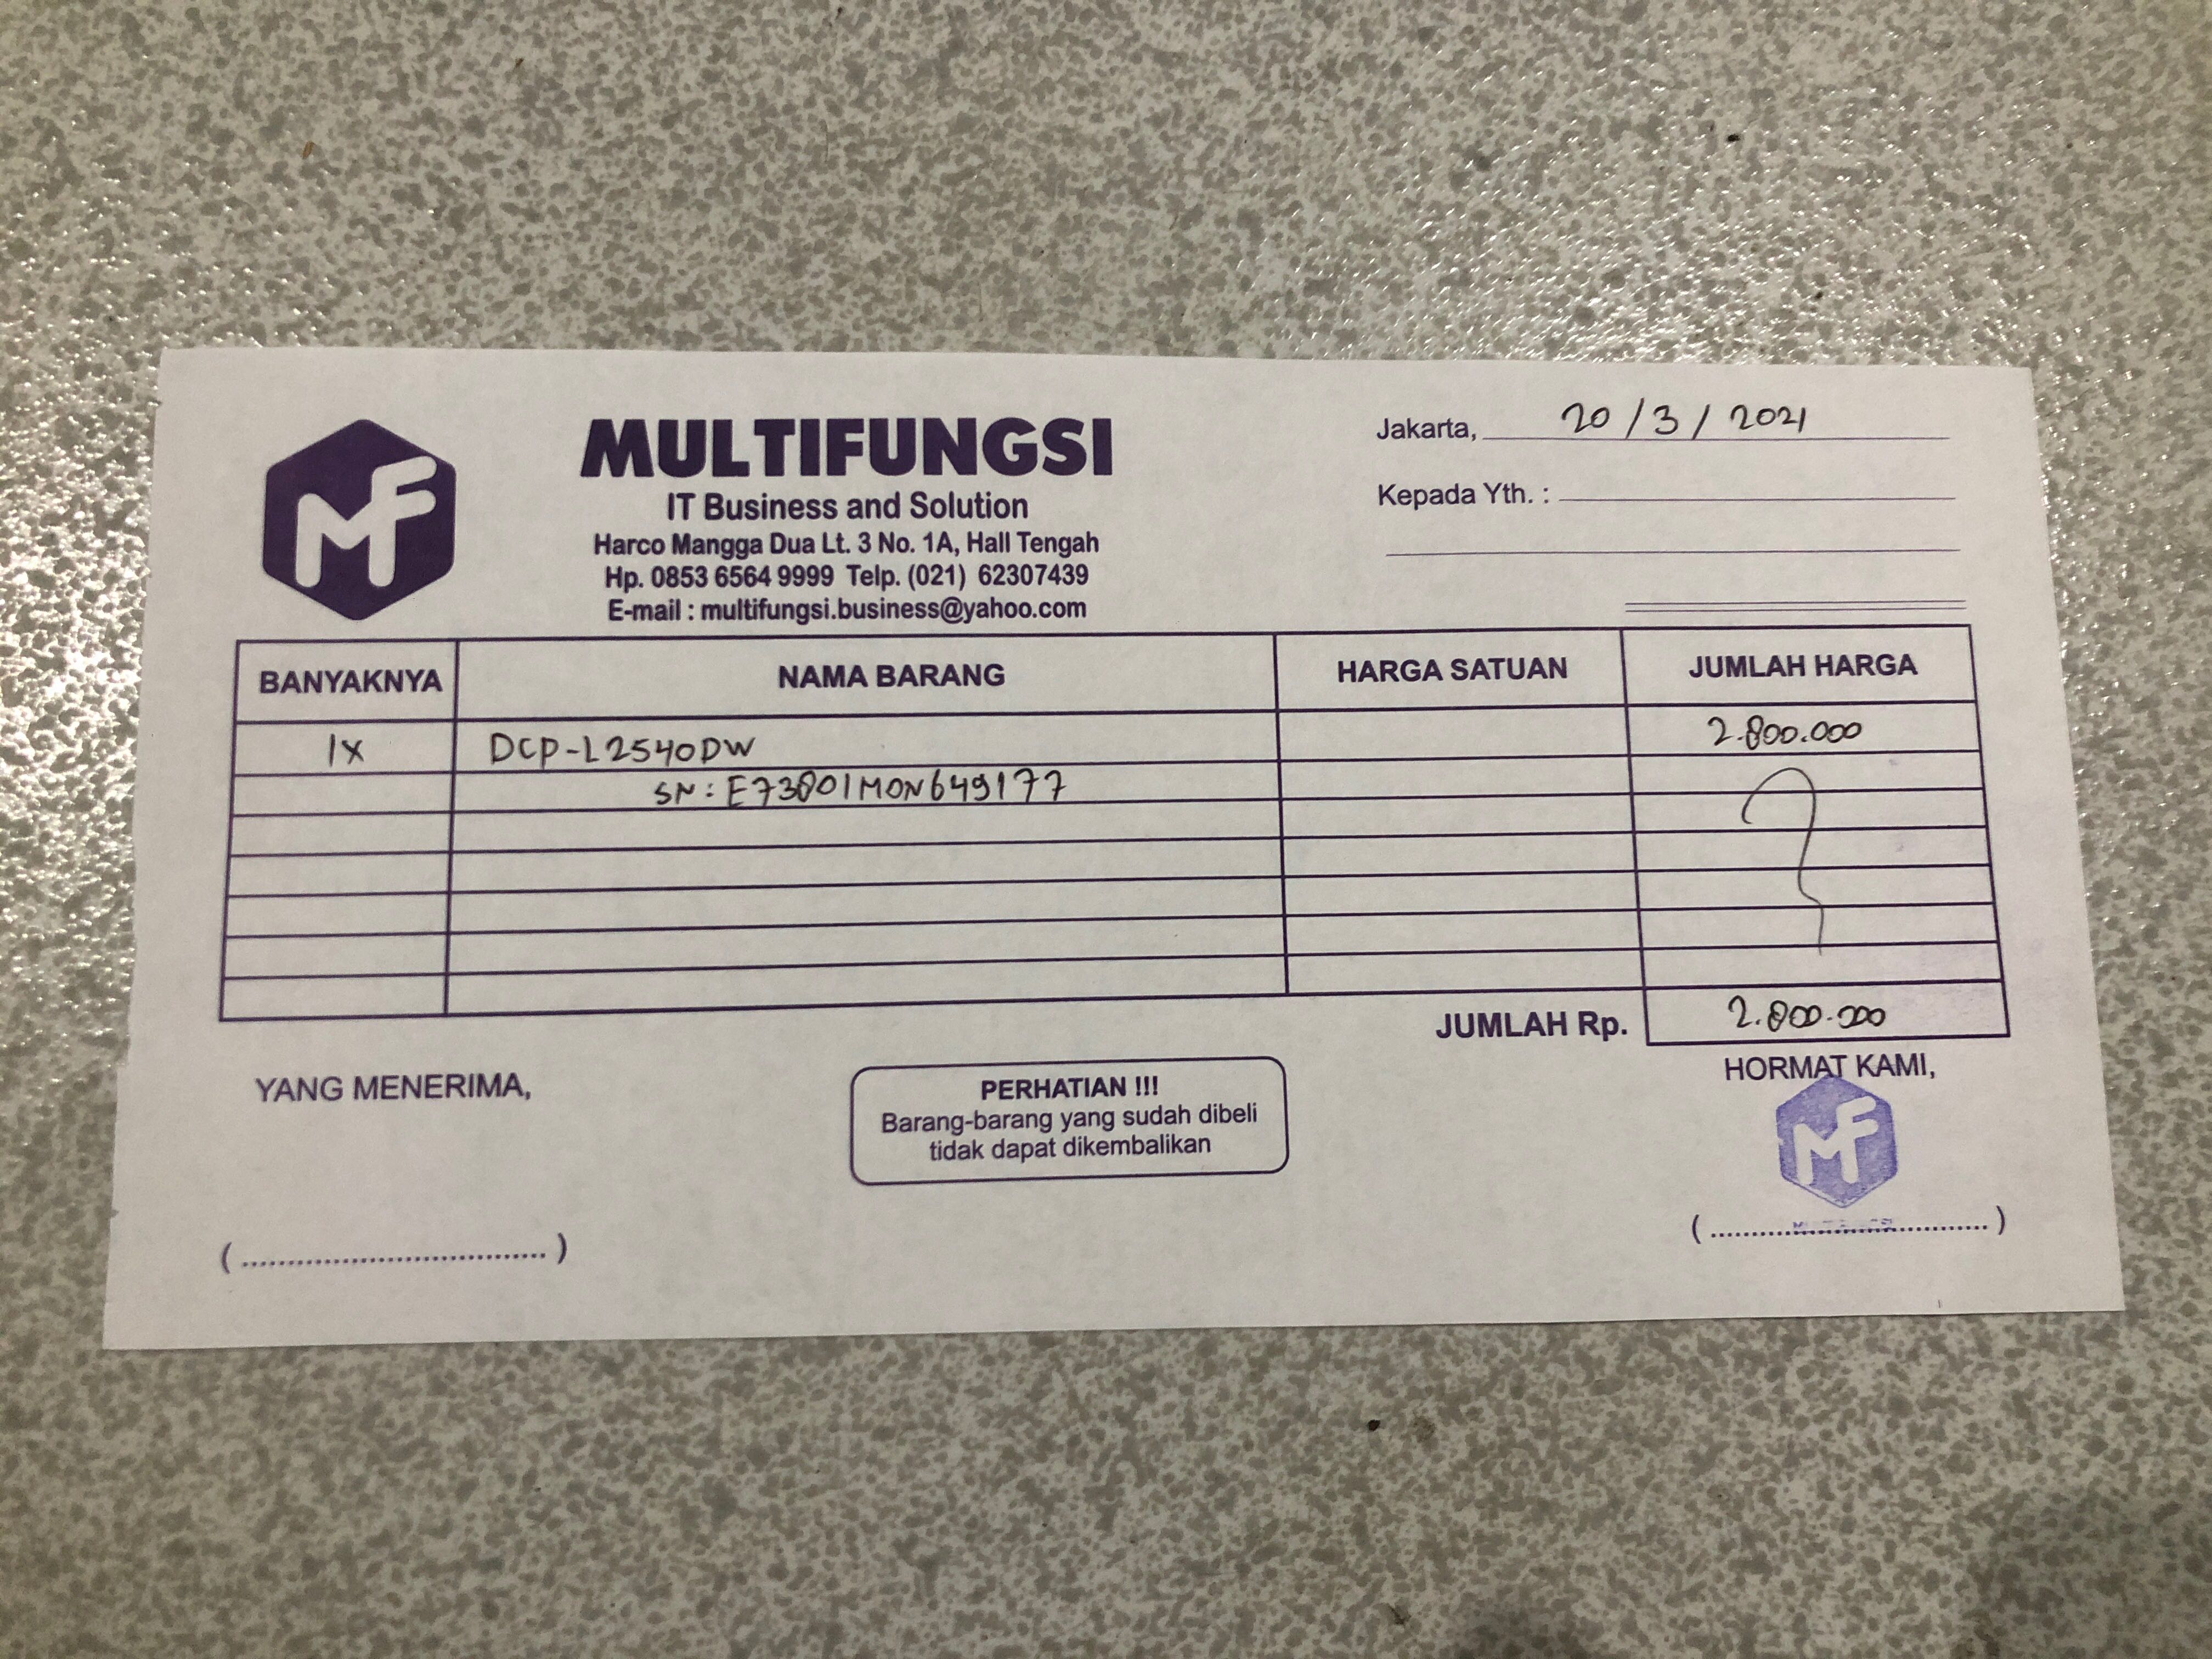 MF
MULTIFUNGSI
IT Business and Solution
Harco Mangga Dua Lt. 3 No. 1A, Hall Tengah
Hp. 0853 6564 9999 Telp. (021) 62307439
E-mail : multifungsi.business@yahoo.com
Jakarta, 20/3/2021
Kepada Yth. :
BANYAKNYA NAMA BARANG HARGA SATUAN JUMLAH HARGA
1X DCP-L2540DW 2.800.000
SN: E73801M0N649177
JUMLAH Rp. 2.800.000
YANG MENERIMA,
PERHATIAN !!!
Barang-barang yang sudah dibeli
tidak dapat dikembalikan
HORMAT KAMI,
MF
(................................)
(................................)